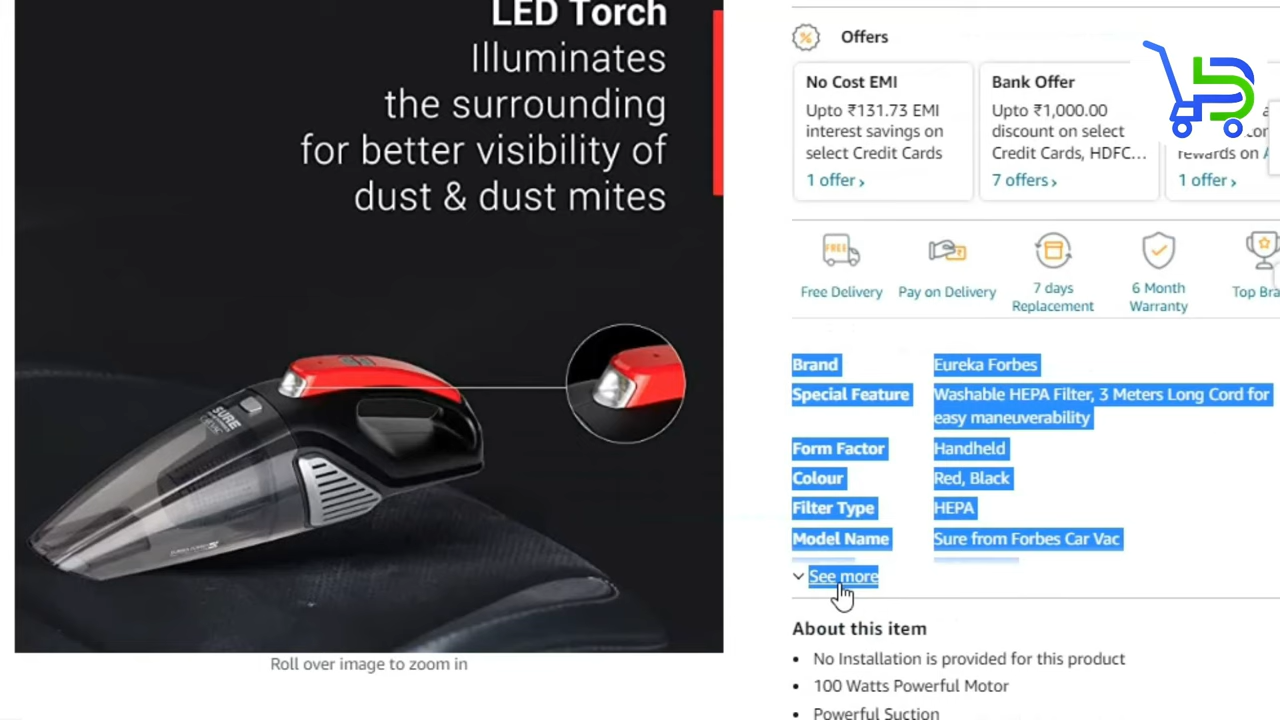 LED Torch
Illuminates
the surrounding
for better visibility of
dust & dust mites
SURE
Roll over image to zoom in
Offers
No Cost EMI
Upto ₹131.73 EMI
interest savings on
select Credit Cards
1 offer ›
Bank Offer
Upto ₹1,000.00
discount on select
Credit Cards, HDFC...
7 offers ›
rewards on
1 offer ›
FREE
Free Delivery
Pay on Delivery
7 days
Replacement
6 Month
Warranty
Top
Brand Eureka Forbes
Special Feature Washable HEPA Filter, 3 Meters Long Cord for
easy maneuverability
Form Factor Handheld
Colour Red, Black
Filter Type HEPA
Model Name Sure from Forbes Car Vac
See more
About this item
• No Installation is provided for this product
• 100 Watts Powerful Motor
• Powerful Suction